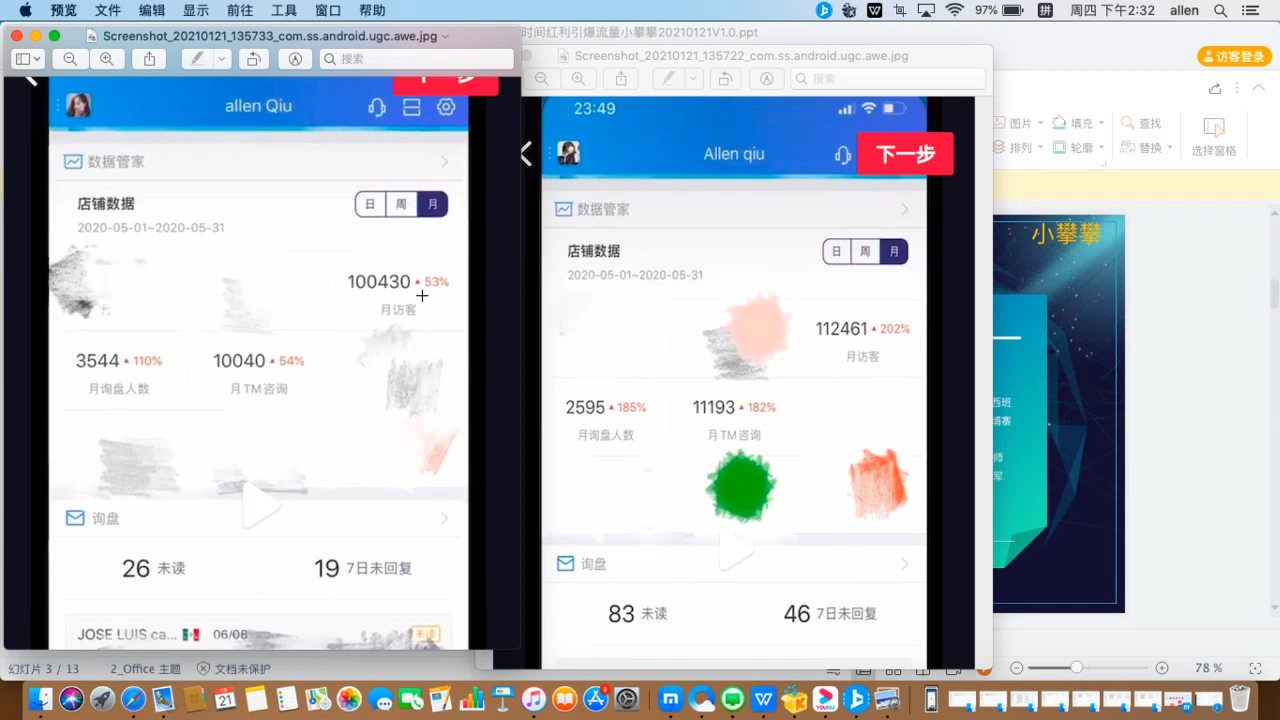 预览 文件 编辑 显示 前往 工具 窗口 帮助
97% 拼 周四 下午2:32 allen
时间红利引爆流量小攀攀20210121V1.0.ppt
Screenshot_20210121_135733_com.ss.android.ugc.awe.jpg
搜索
allen Qiu
数据管家
店铺数据
日 周 月
2020-05-01~2020-05-31
100430 ▲ 53%
月访客
3544 ▲ 110%
10040 ▲ 54%
月询盘人数
月TM咨询
询盘
26 未读
19 7日未回复
JOSE LUIS ca... 06/08
未读
Screenshot_20210121_135722_com.ss.android.ugc.awe.jpg
搜索
23:49
Allen qiu
下一步
数据管家
店铺数据
日 周 月
2020-05-01~2020-05-31
112461 ▲ 202%
月访客
2595 ▲ 185%
11193 ▲ 182%
月询盘人数
月TM咨询
询盘
83 未读
46 7日未回复
访客登录
图片 填充 查找
排列 轮廓 替换 选择窗格
小攀攀
西班
埔寨
师
军
幻灯片 3 / 13
2_Office 主题
文档未保护
78 %
YOUKU